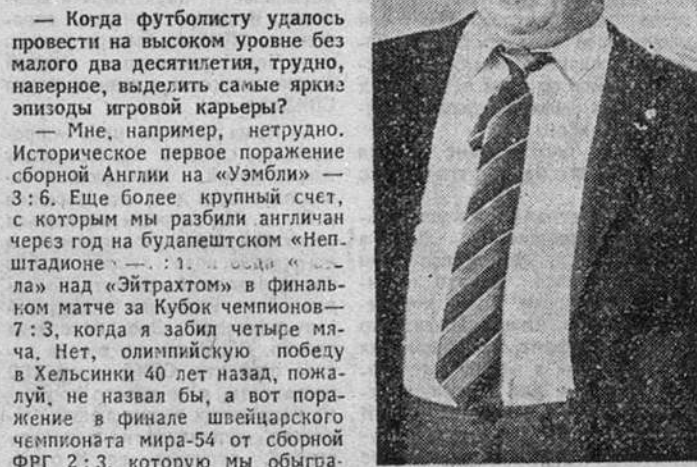 — Когда футболисту удалось
провести на высоком уровне без
малого два десятилетия, трудно,
наверное, выделить самые яркие
эпизоды игровой карьеры?
— Мне, например, нетрудно.
Историческое первое поражение
сборной Англии на «Уэмбли» —
3 : 6. Еще более крупный счет,
с которым мы разбили англичан
через год на будапештском «Неп-
штадионе
ла» над «Эйтрахтом» в финаль-
ном матче за Кубок чемпионов—
7 : 3, когда я забил четыре мя-
ча. Нет, олимпийскую победу
в Хельсинки 40 лет назад, пожа-
луй, не назвал бы, а вот пора-
жение в финале швейцарского
чемпионата мира-54 от сборной
ФРГ 2 : 3, которую мы обыгра-